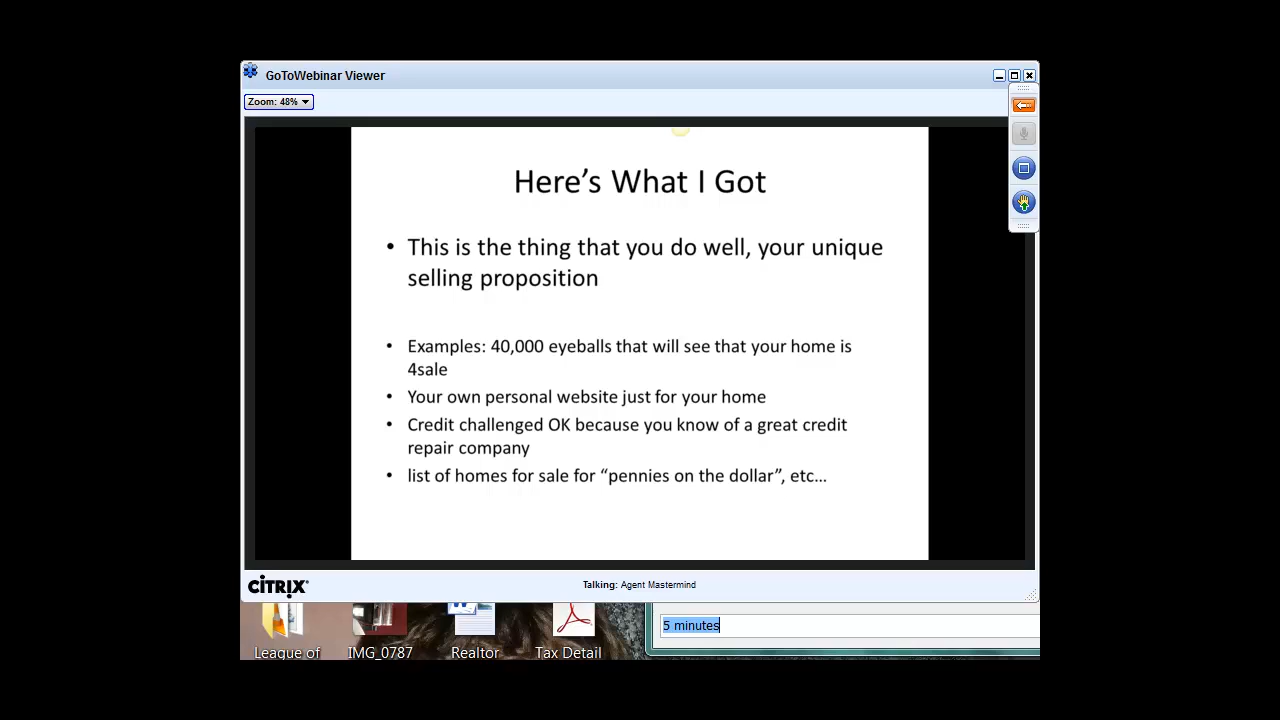 GoToWebinar Viewer
Zoom: 48%
Here's What I Got
• This is the thing that you do well, your unique
selling proposition
• Examples: 40,000 eyeballs that will see that your home is
4sale
• Your own personal website just for your home
• Credit challenged OK because you know of a great credit
repair company
• list of homes for sale for “pennies on the dollar”, etc…
CITRIX®
Talking: Agent Mastermind
5 minutes
League of
IMG_0787
Realtor
Tax Detail